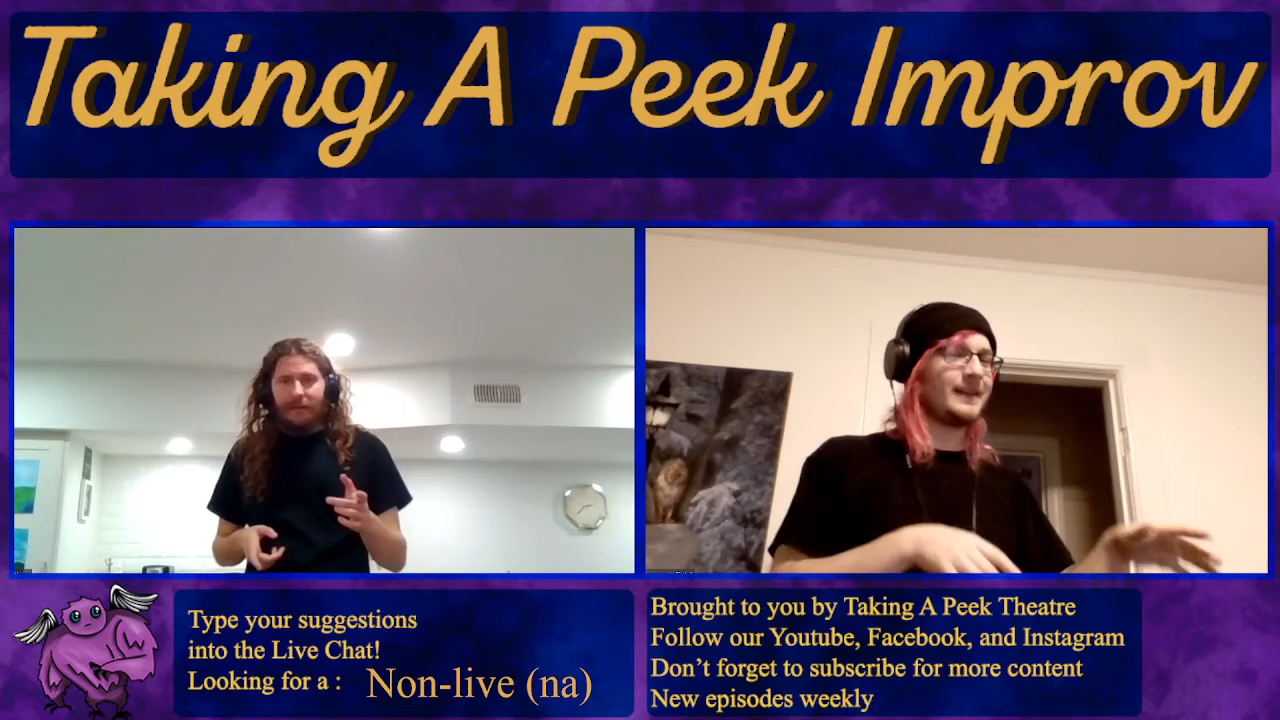 Taking A Peek Improv
Type your suggestions
into the Live Chat!
Looking for a : Non-live (na)
Brought to you by Taking A Peek Theatre
Follow our Youtube, Facebook, and Instagram
Don’t forget to subscribe for more content
New episodes weekly